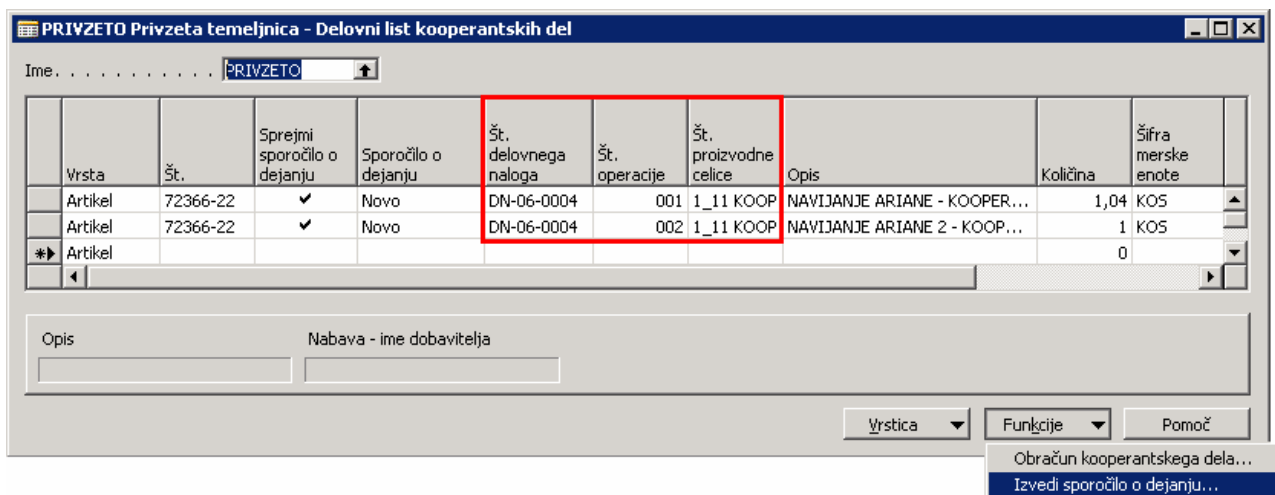 PRIVZETO Privzeta temeljnica - Delovni list kooperantskih del
Ime. . . . . . . . . . . PRIVZETO
Vrsta Št. Sprejmi sporočilo o dejanju Sporočilo o dejanju Št. delovnega naloga Št. operacije Št. proizvodne celice Opis Količina Šifra merske enote
Artikel 72366-22 ✔ Novo DN-06-0004 001 1_11 KOOP NAVIJANJE ARIANE - KOOPER... 1,04 KOS
Artikel 72366-22 ✔ Novo DN-06-0004 002 1_11 KOOP NAVIJANJE ARIANE 2 - KOOP... 1 KOS
Artikel 0
Opis Nabava - ime dobavitelja
Vrstica Funkcije Pomoč
Obračun kooperantskega dela...
Izvedi sporočilo o dejanju...